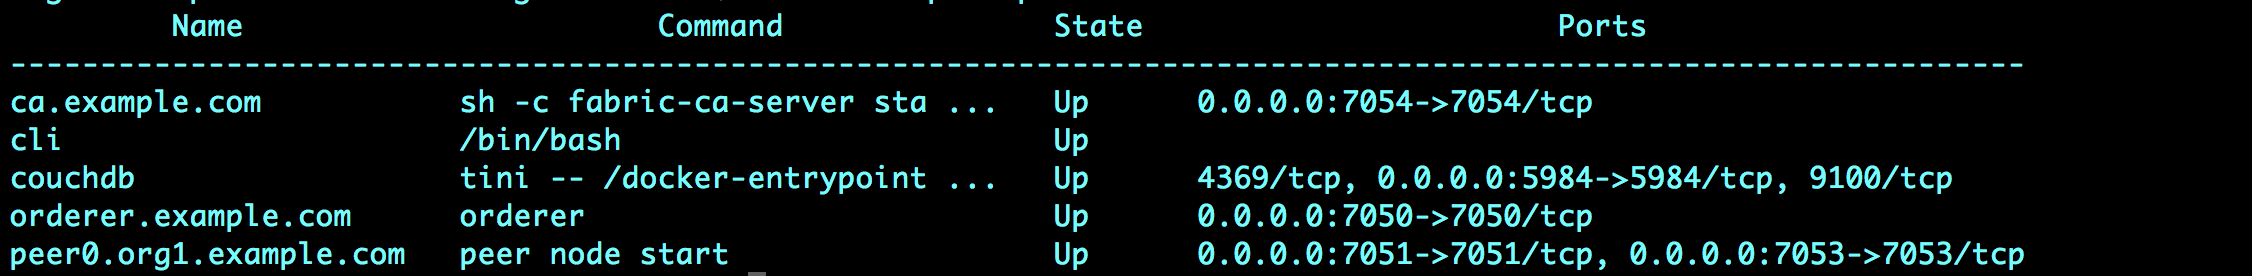 Name Command State Ports
--------------------------------------------------------------------------------------------------------------------
ca.example.com sh -c fabric-ca-server sta ... Up 0.0.0.0:7054->7054/tcp
cli /bin/bash Up
couchdb tini -- /docker-entrypoint ... Up 4369/tcp, 0.0.0.0:5984->5984/tcp, 9100/tcp
orderer.example.com orderer Up 0.0.0.0:7050->7050/tcp
peer0.org1.example.com peer node start Up 0.0.0.0:7051->7051/tcp, 0.0.0.0:7053->7053/tcp